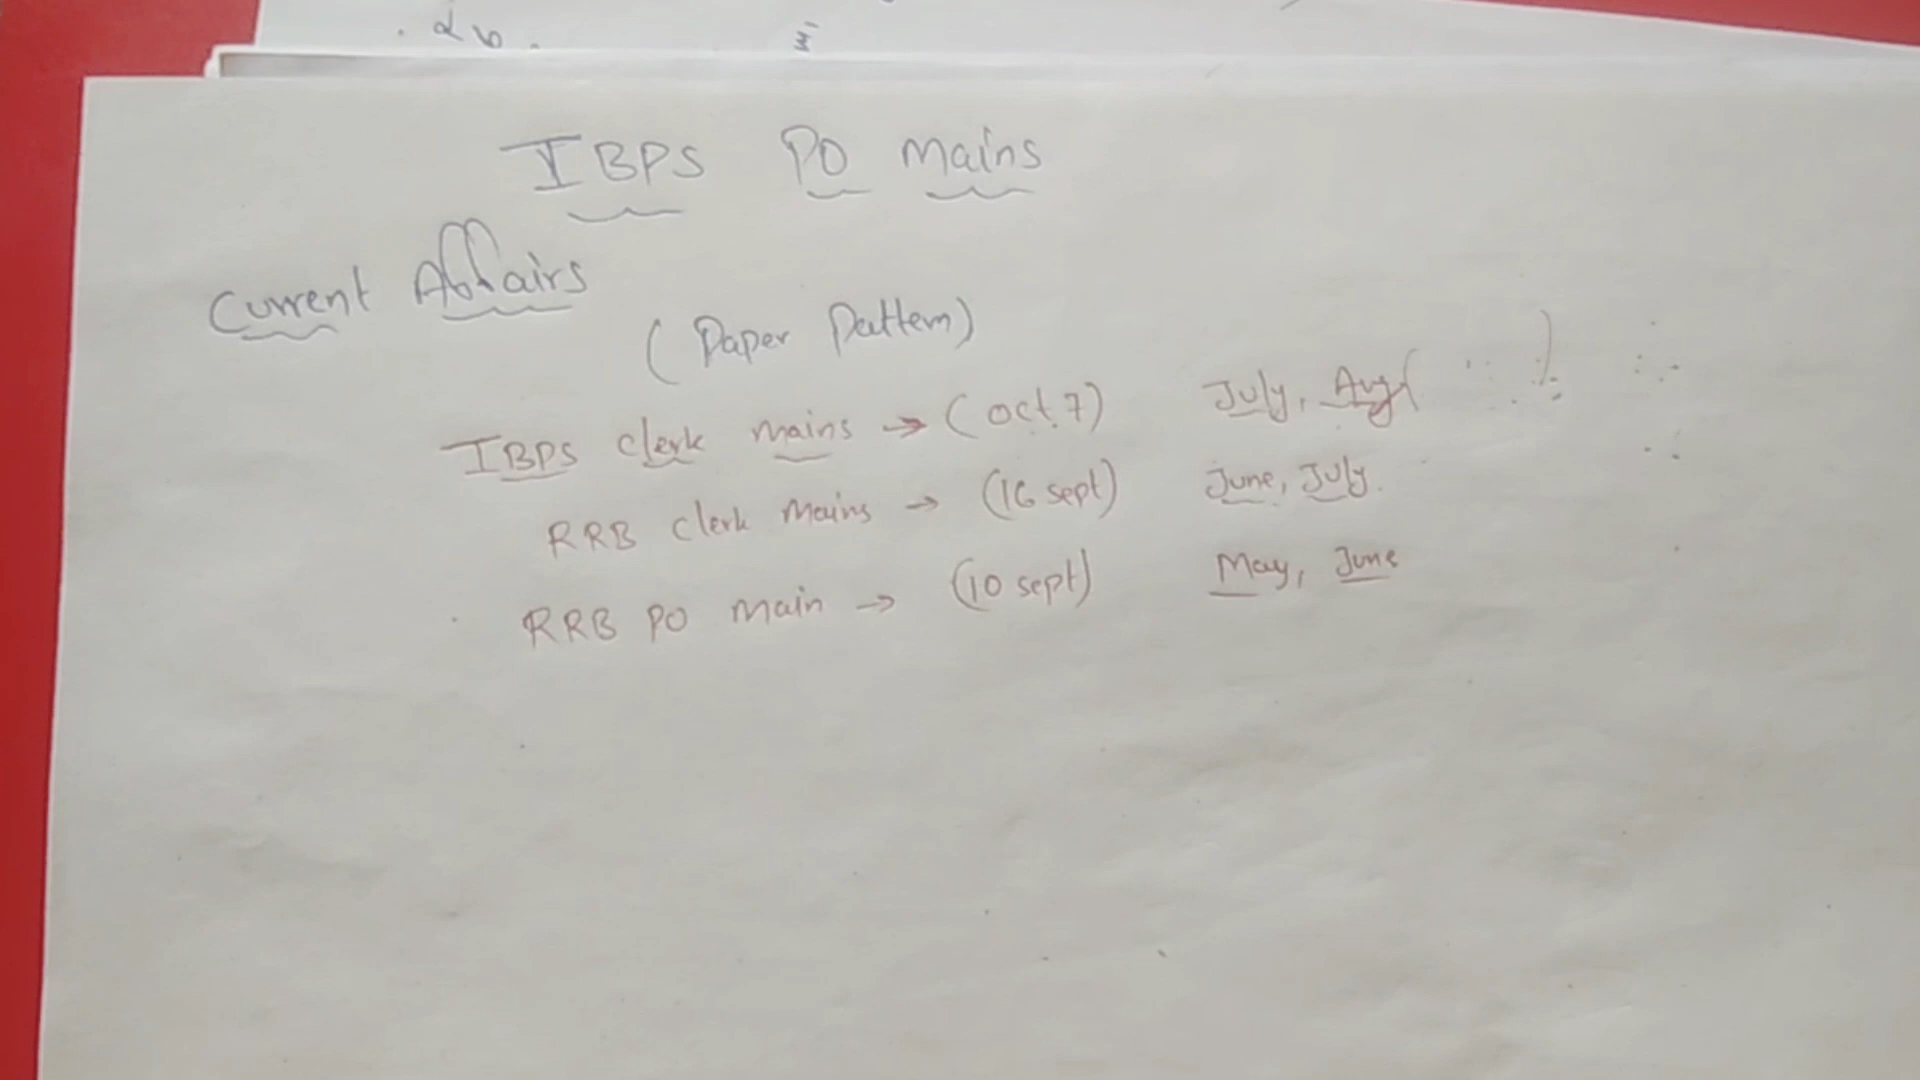 IBPS PO Mains
Current Affairs
(Paper Pattern)
IBPS Clerk Mains → (Oct 7) July, Aug(
RRB Clerk Mains → (16 sept) June, July.
RRB PO Main → (10 sept) May, June